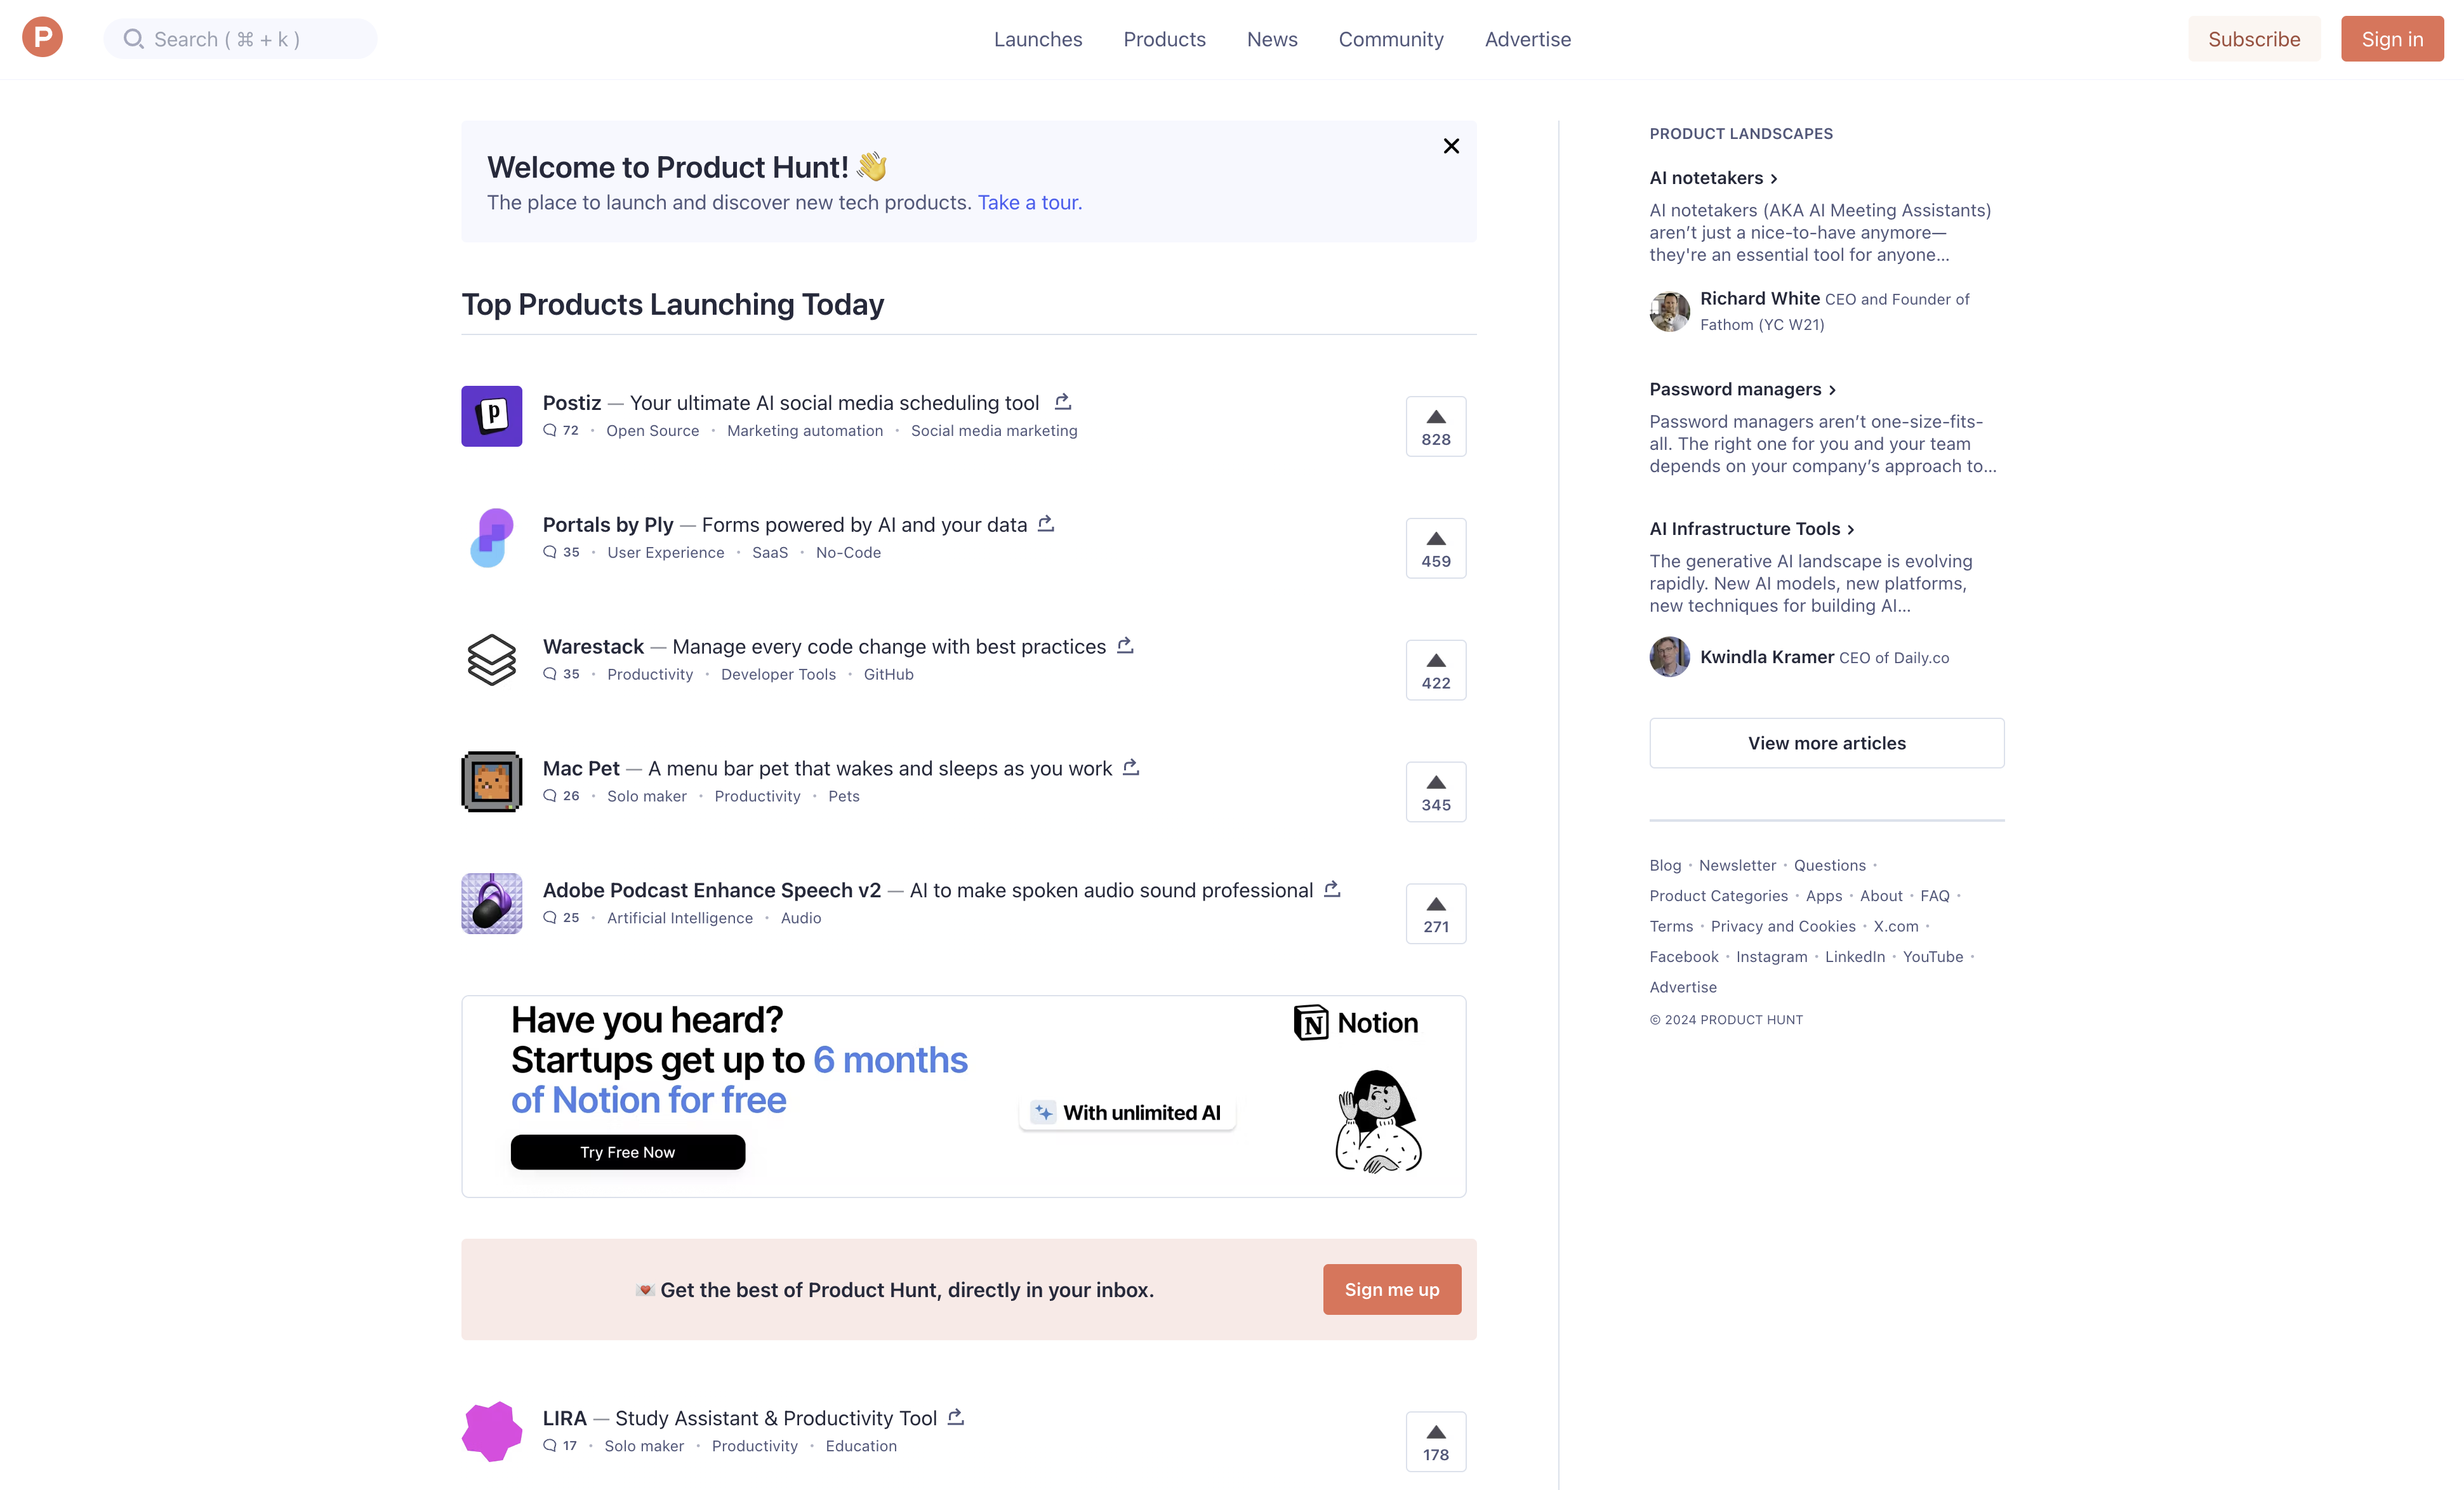 P
Search ( ⌘ + k )
Launches
Products
News
Community
Advertise
Subscribe
Sign in
Welcome to Product Hunt! 👋
The place to launch and discover new tech products. Take a tour.
Top Products Launching Today
p
Postiz — Your ultimate AI social media scheduling tool
72 • Open Source • Marketing automation • Social media marketing
828
Portals by Ply — Forms powered by AI and your data
35 • User Experience • SaaS • No-Code
459
Warestack — Manage every code change with best practices
35 • Productivity • Developer Tools • GitHub
422
Mac Pet — A menu bar pet that wakes and sleeps as you work
26 • Solo maker • Productivity • Pets
345
Adobe Podcast Enhance Speech v2 — AI to make spoken audio sound professional
25 • Artificial Intelligence • Audio
271
Have you heard?
Startups get up to 6 months
of Notion for free
Try Free Now
With unlimited AI
N Notion
💌 Get the best of Product Hunt, directly in your inbox.
Sign me up
LIRA — Study Assistant & Productivity Tool
17 • Solo maker • Productivity • Education
178
PRODUCT LANDSCAPES
AI notetakers >
AI notetakers (AKA AI Meeting Assistants)
aren’t just a nice-to-have anymore—
they're an essential tool for anyone...
Richard White CEO and Founder of
Fathom (YC W21)
Password managers >
Password managers aren’t one-size-fits-
all. The right one for you and your team
depends on your company’s approach to...
AI Infrastructure Tools >
The generative AI landscape is evolving
rapidly. New AI models, new platforms,
new techniques for building AI...
Kwindla Kramer CEO of Daily.co
View more articles
Blog • Newsletter • Questions •
Product Categories • Apps • About • FAQ •
Terms • Privacy and Cookies • X.com •
Facebook • Instagram • LinkedIn • YouTube •
Advertise
© 2024 PRODUCT HUNT